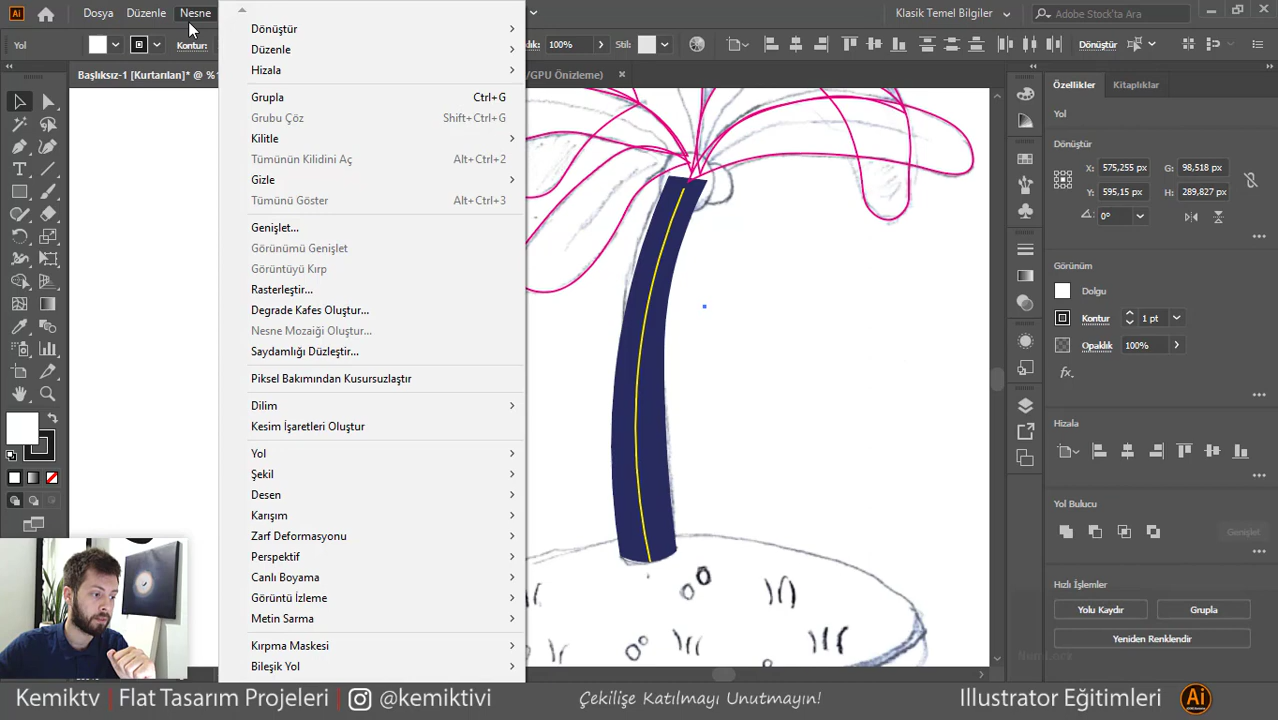 Ai Dosya Düzenle Nesne Klasik Temel Bilgiler Adobe Stock'ta Ara
Yol Kontur: 100% Stil: Dönüştür
Başlıksız-1 [Kurtarılan]* @ %1 /GPU Önizleme)
Dönüştür
Düzenle
Hizala
Grupla Ctrl+G
Grubu Çöz Shift+Ctrl+G
Kilitle
Tümünün Kilidini Aç Alt+Ctrl+2
Gizle
Tümünü Göster Alt+Ctrl+3
Genişlet...
Görünümü Genişlet
Görüntüyü Kırp
Rasterleştir...
Degrade Kafes Oluştur...
Nesne Mozaiği Oluştur...
Saydamlığı Düzleştir...
Piksel Bakımından Kusursuzlaştır
Dilim
Kesim İşaretleri Oluştur
Yol
Şekil
Desen
Karışım
Zarf Deformasyonu
Perspektif
Canlı Boyama
Görüntü İzleme
Metin Sarma
Kırpma Maskesi
Bileşik Yol
Özellikler Kitaplıklar
Yol
Dönüştür
X: 575,255 px G: 98,518 px
Y: 595,15 px Y: 289,827 px
0°
Görünüm
Dolgu
Kontur 1 pt
Opaklık 100%
fx.
Hizala
Yol Bulucu
Genişlet
Hızlı İşlemler
Yolu Kaydır Grupla
Yeniden Renklendir
Num Lock
Kemiktv | Flat Tasarım Projeleri | @kemiktivi Çekilişe Katılmayı Unutmayın! Illustrator Eğitimleri Ai